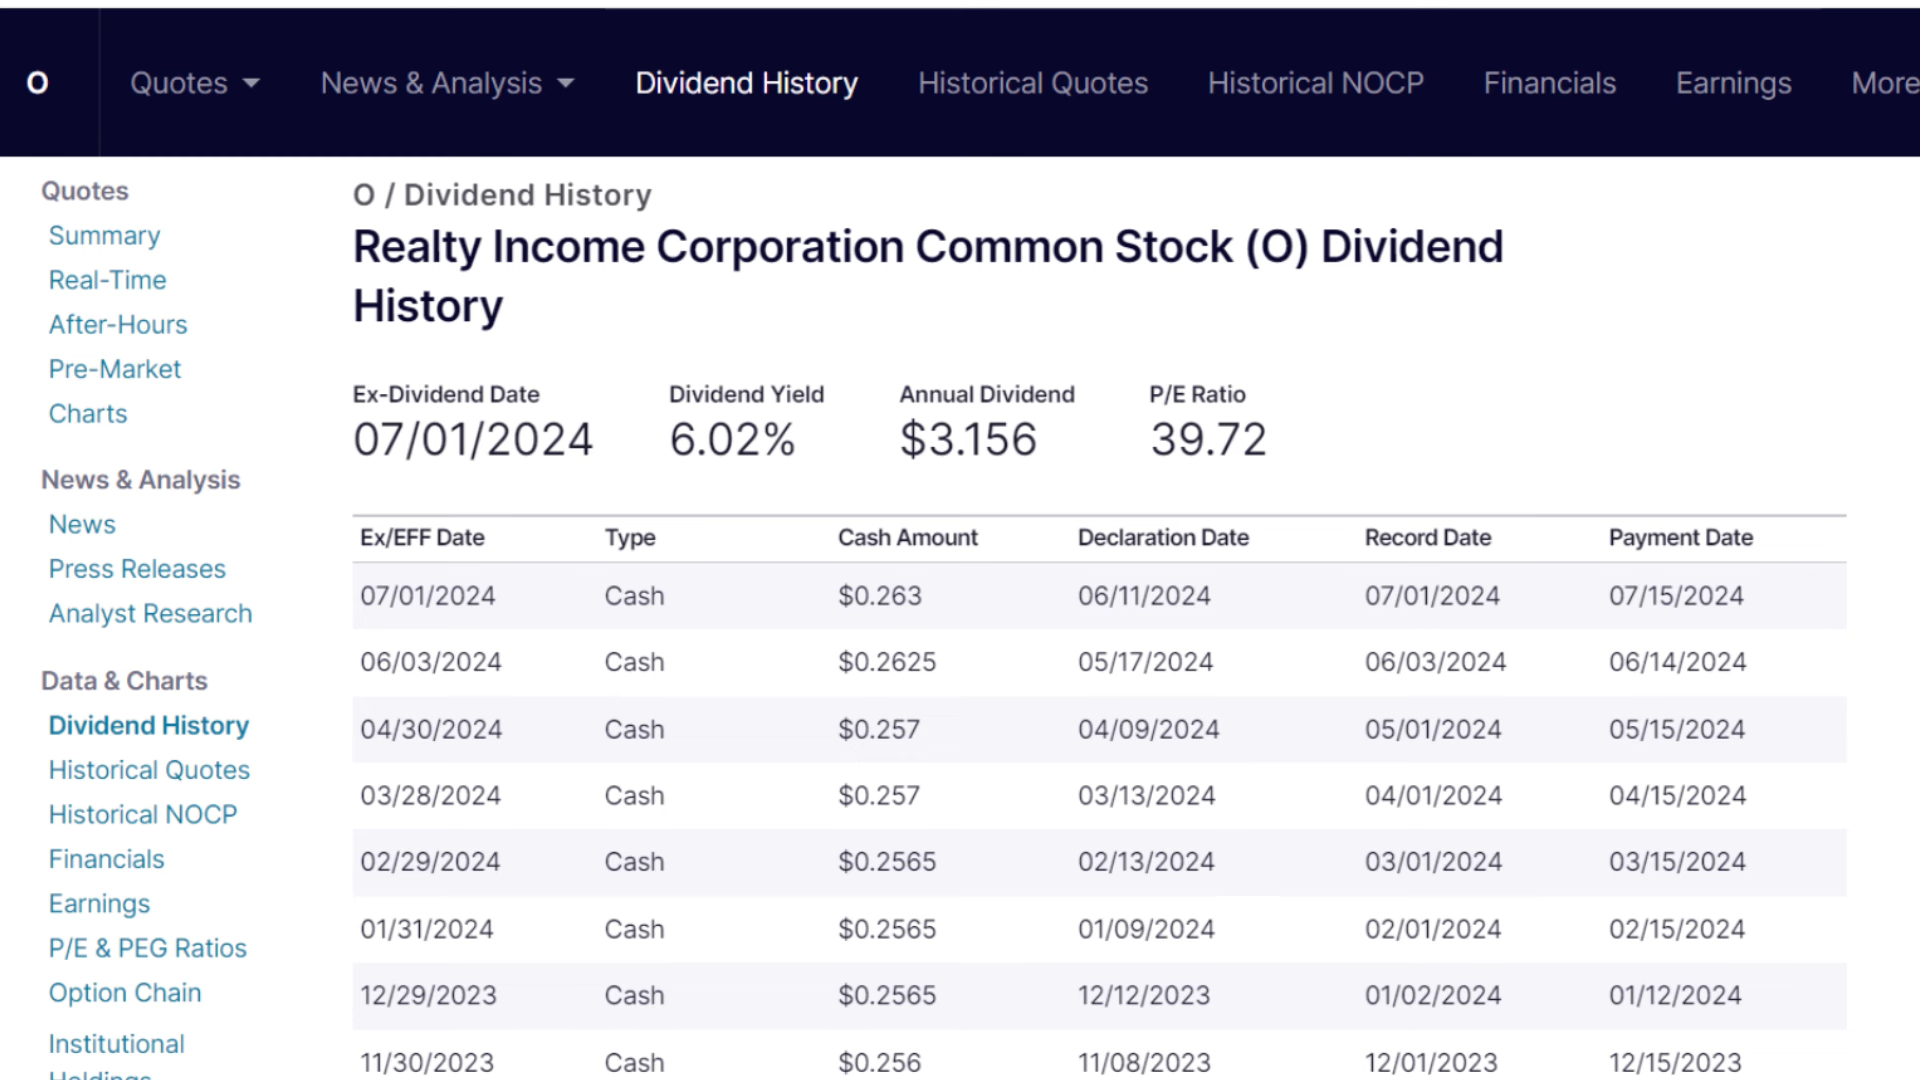 O Quotes News & Analysis Dividend History Historical Quotes Historical NOCP Financials Earnings More
Quotes
Summary
Real-Time
After-Hours
Pre-Market
Charts
News & Analysis
News
Press Releases
Analyst Research
Data & Charts
Dividend History
Historical Quotes
Historical NOCP
Financials
Earnings
P/E & PEG Ratios
Option Chain
Institutional
Holdings
O / Dividend History
Realty Income Corporation Common Stock (O) Dividend
History
Ex-Dividend Date Dividend Yield Annual Dividend P/E Ratio
07/01/2024 6.02% $3.156 39.72
Ex/EFF Date Type Cash Amount Declaration Date Record Date Payment Date
07/01/2024 Cash $0.263 06/11/2024 07/01/2024 07/15/2024
06/03/2024 Cash $0.2625 05/17/2024 06/03/2024 06/14/2024
04/30/2024 Cash $0.257 04/09/2024 05/01/2024 05/15/2024
03/28/2024 Cash $0.257 03/13/2024 04/01/2024 04/15/2024
02/29/2024 Cash $0.2565 02/13/2024 03/01/2024 03/15/2024
01/31/2024 Cash $0.2565 01/09/2024 02/01/2024 02/15/2024
12/29/2023 Cash $0.2565 12/12/2023 01/02/2024 01/12/2024
11/30/2023 Cash $0.256 11/08/2023 12/01/2023 12/15/2023